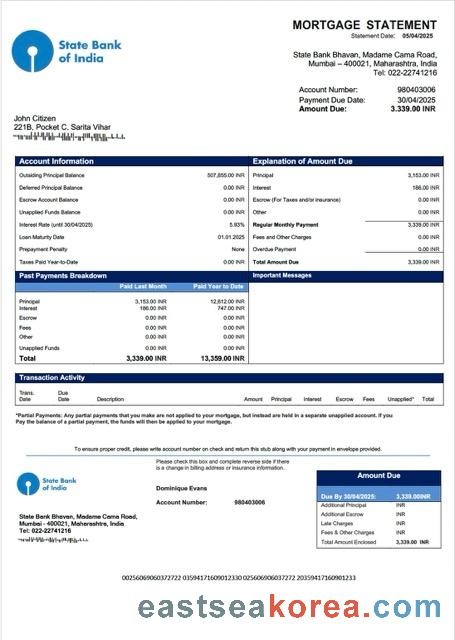 State Bank
of India
MORTGAGE STATEMENT
Statement Date: 05/04/2025
State Bank Bhavan, Madame Cama Road,
Mumbai – 400021, Maharashtra, India
Tel: 022-22741216
Account Number: 980403006
Payment Due Date: 30/04/2025
Amount Due: 3.339.00 INR
John Citizen
221B, Pocket C, Sarita Vihar
Account Information
Outsiding Principal Balance 507,855.00 INR
Deferred Principal Balance 0.00 INR
Escrow Account Balance 0.00 INR
Unapplied Funds Balance 0.00 INR
Interest Rate (until 30/04/2025) 5.93%
Loan Maturity Date 01.01.2025
Prepayment Penalty None
Taxes Paid Year-to-Date 0.00 INR
Explanation of Amount Due
Principal 3,153.00 INR
Interest 186.00 INR
Escrow (For Taxes and/or insurance) 0.00 INR
Other 0.00 INR
Regular Monthly Payment 3,339.00 INR
Fees and Other Charges 0.00 INR
Overdue Payment 0.00 INR
Total Amount Due 3,339.00 INR
Past Payments Breakdown
Paid Last Month Paid Year to Date
Principal 3,153.00 INR 12,612.00 INR
Interest 186.00 INR 747.00 INR
Escrow 0.00 INR 0.00 INR
Fees 0.00 INR 0.00 INR
Other 0.00 INR 0.00 INR
Unapplied Funds 0.00 INR 0.00 INR
Total 3,339.00 INR 13,359.00 INR
Important Messages
Transaction Activity
Trans. Date Due Date Description Amount Principal Interest Escrow Fees Unapplied* Total
*Partial Payments: Any partial payments that you make are not applied to your mortgage, but instead are held in a separate unapplied account. If you
Pay the balance of a partial payment, the funds will then be applied to your mortgage.
To ensure proper credit, please write account number on check and return this stub along with your payment in envelope provided.
State Bank
of India
Please check this box and complete reverse side if there
is a change in billing address or insurance information.
Dominique Evans
Account Number: 980403006
State Bank Bhavan, Madame Cama Road,
Mumbai - 400021, Maharashtra, India
Tel: 022-22741216
Amount Due
Due By 30/04/2025: 3,339.00INR
Additional Principal INR
Additional Escrow INR
Late Charges INR
Fees & Other Charges INR
Total Amount Enclosed 3,339.00 INR
00256069060372722 03594171609012330 025606906037272 20359417160901233
eastseakorea.com